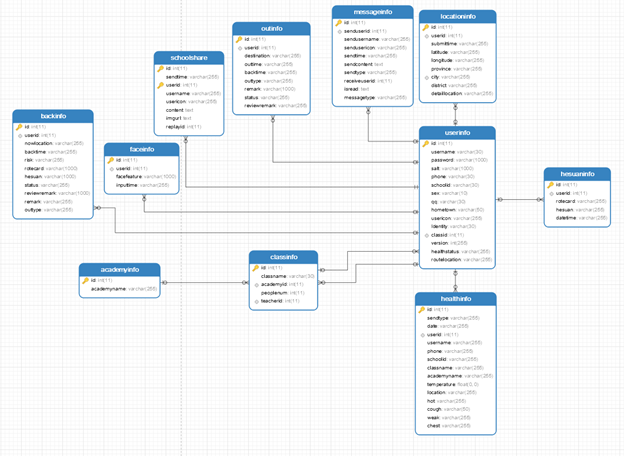 messageinfo
id int(11)
senduserid int(11)
sendusername varchar(255)
sendusericon varchar(255)
sendtime varchar(255)
sendcontent text
sendtype varchar(255)
receiveuserid int(11)
isread varchar(255)
messagetype varchar(255)
locationinfo
id int(11)
userid int(11)
submittime varchar(255)
latitude varchar(255)
longitude varchar(255)
province varchar(255)
city varchar(255)
district varchar(255)
detaillocation varchar(255)
outinfo
id int(11)
userid int(11)
destination varchar(255)
outtime varchar(255)
backtime varchar(255)
outtype varchar(255)
remark varchar(1000)
status varchar(255)
reviewremark varchar(255)
schoolshare
id int(11)
sendtime varchar(255)
userid int(11)
username varchar(255)
usericon varchar(255)
content text
imgurl text
replayid int(11)
backinfo
id int(11)
userid int(11)
nowlocation varchar(255)
backtime varchar(255)
risk varchar(255)
rotecard varchar(1000)
hesuan varchar(1000)
status varchar(255)
reviewremark varchar(1000)
remark varchar(255)
outtype varchar(255)
faceinfo
id int(11)
userid int(11)
facefeature varchar(1000)
inputtime varchar(255)
userinfo
id int(11)
username varchar(30)
password varchar(1000)
salt varchar(1000)
phone varchar(30)
schoolid varchar(30)
sex varchar(10)
qq varchar(30)
hometown varchar(50)
usericon varchar(255)
identity varchar(30)
classid int(11)
version int(11)
healthstatus varchar(255)
routelocation varchar(255)
hesuaninfo
id int(11)
userid int(11)
rotecard varchar(255)
hesuan varchar(255)
datetime varchar(255)
academyinfo
id int(11)
academyname varchar(255)
classinfo
id int(11)
classname varchar(30)
academyid int(11)
peoplenum int(11)
teacherid int(11)
healthinfo
id int(11)
sendtype varchar(255)
date varchar(255)
userid int(11)
username varchar(255)
phone varchar(255)
schoolid varchar(255)
classname varchar(255)
academyname varchar(255)
temperature float(5,0)
location varchar(255)
hot varchar(255)
cough varchar(50)
weak varchar(255)
chest varchar(255)